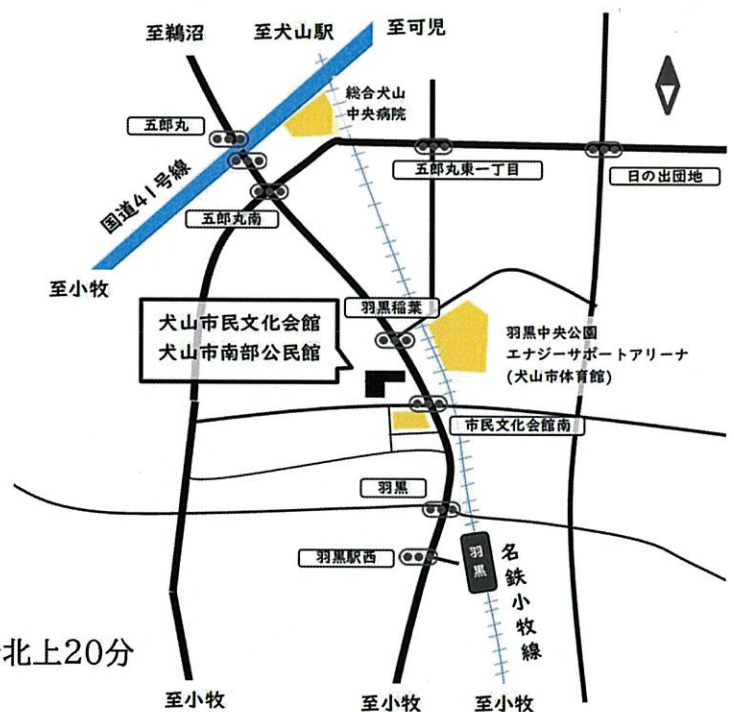 至鵜沼
至犬山駅
至可児
総合犬山
中央病院
五郎丸
国道41号線
五郎丸南
五郎丸東一丁目
日の出団地
至小牧
羽黒稲葉
犬山市民文化会館
犬山市南部公民館
羽黒中央公園
エナジーサポートアリーナ
(犬山市体育館)
市民文化会館南
羽黒
羽黒駅西
羽黒
名鉄小牧線
北上20分
至小牧
至小牧
至小牧